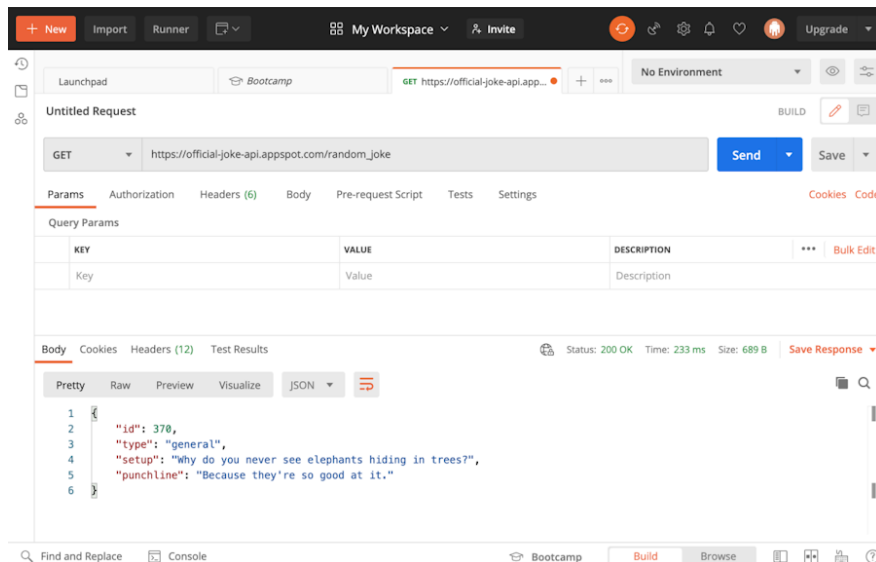 + New Import Runner My Workspace Invite Upgrade
Launchpad Bootcamp GET https://official-joke-api.app... + ooo No Environment
Untitled Request BUILD
GET https://official-joke-api.appspot.com/random_joke Send Save
Params Authorization Headers (6) Body Pre-request Script Tests Settings Cookies Code
Query Params
KEY VALUE DESCRIPTION ••• Bulk Edit
Key Value Description
Body Cookies Headers (12) Test Results Status: 200 OK Time: 233 ms Size: 689 B Save Response
Pretty Raw Preview Visualize JSON
1 {
2 "id": 370,
3 "type": "general",
4 "setup": "Why do you never see elephants hiding in trees?",
5 "punchline": "Because they're so good at it."
6 }
Find and Replace Console Bootcamp Build Browse